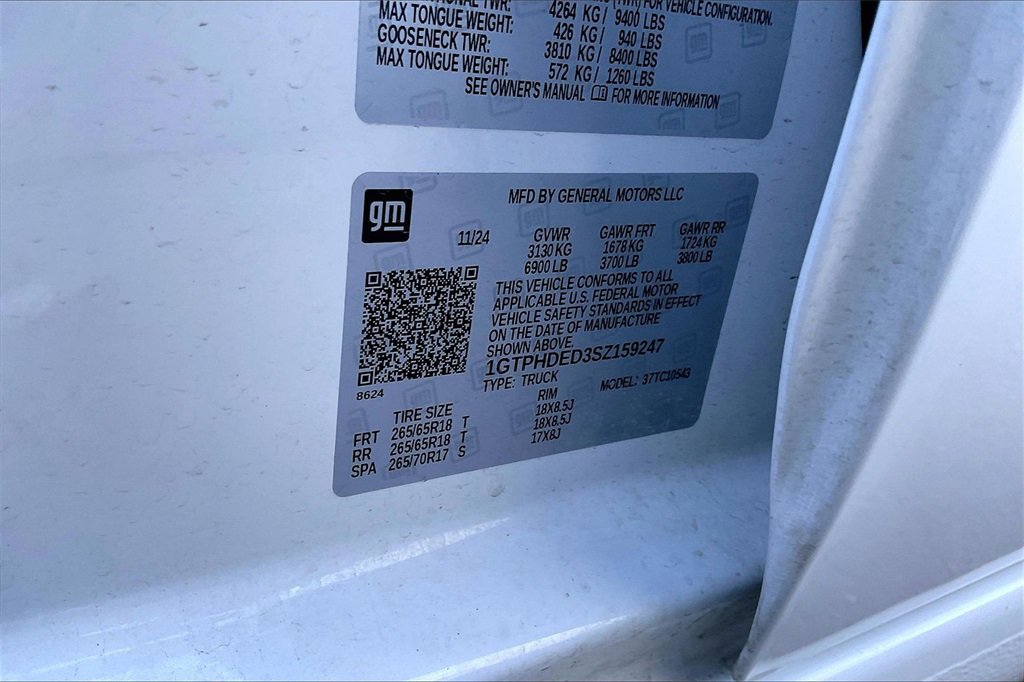 TWR: 4264 KG / 9400 LBS
(TWR) FOR VEHICLE CONFIGURATION.
MAX TONGUE WEIGHT: 426 KG / 940 LBS
GOOSENECK TWR: 3810 KG / 8400 LBS
MAX TONGUE WEIGHT: 572 KG / 1260 LBS
SEE OWNER'S MANUAL FOR MORE INFORMATION
gm
MFD BY GENERAL MOTORS LLC
11/24 GVWR GAWR FRT GAWR RR
3130 KG 1678 KG 1724 KG
6900 LB 3700 LB 3800 LB
THIS VEHICLE CONFORMS TO ALL
APPLICABLE U.S. FEDERAL MOTOR
VEHICLE SAFETY STANDARDS IN EFFECT
ON THE DATE OF MANUFACTURE
SHOWN ABOVE.
1GTPHDED3SZ159247
TYPE: TRUCK MODEL: 37TC10543
8624
TIRE SIZE RIM
FRT 265/65R18 T 18X8.5J
RR 265/65R18 T 18X8.5J
SPA 265/70R17 S 17X8J